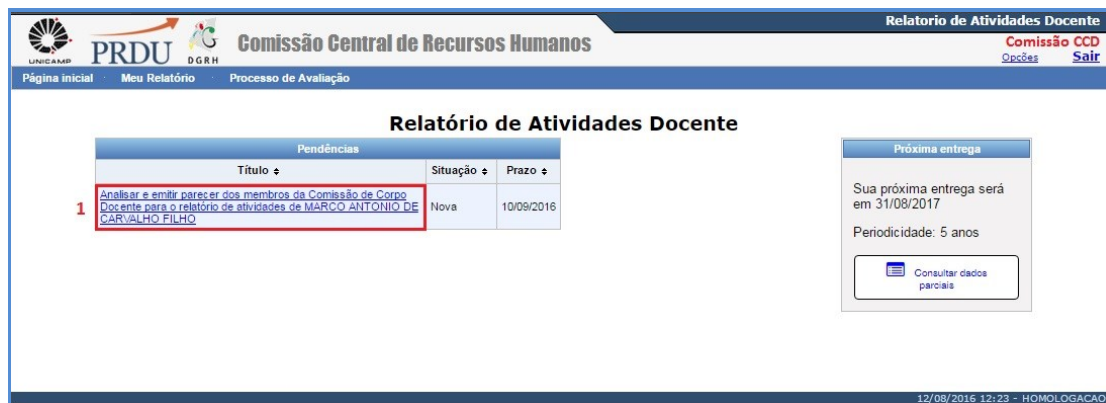 Relatorio de Atividades Docente
UNICAMP
PRDU
DGRH
Comissão Central de Recursos Humanos
Comissão CCD
Opcões Sair
Página inicial · Meu Relatório · Processo de Avaliação
Relatório de Atividades Docente
Pendências
Título Situação Prazo
1
Analisar e emitir parecer dos membros da Comissão de Corpo
Docente para o relatório de atividades de MARCO ANTONIO DE
CARVALHO FILHO
Nova
10/09/2016
Próxima entrega
Sua próxima entrega será
em 31/08/2017
Periodicidade: 5 anos
Consultar dados
parciais
12/08/2016 12:23 - HOMOLOGACAO